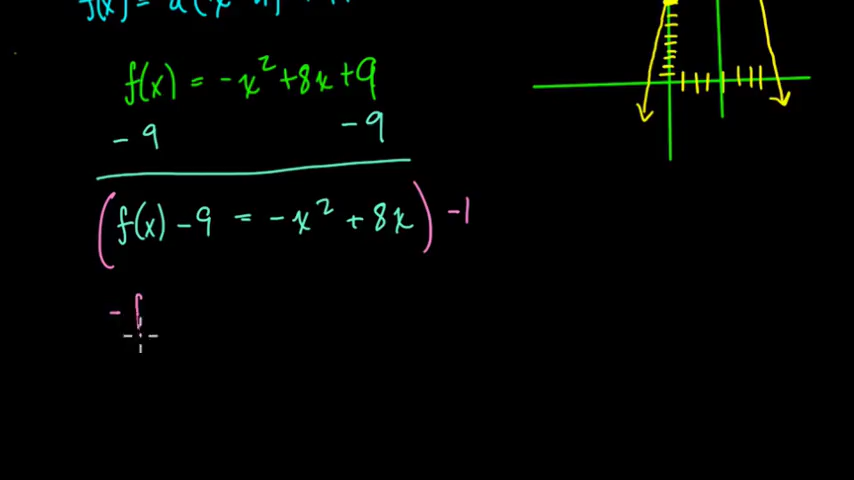 f(x) = -x² + 8x + 9
- 9 - 9
( f(x) - 9 = -x² + 8x ) -1
-